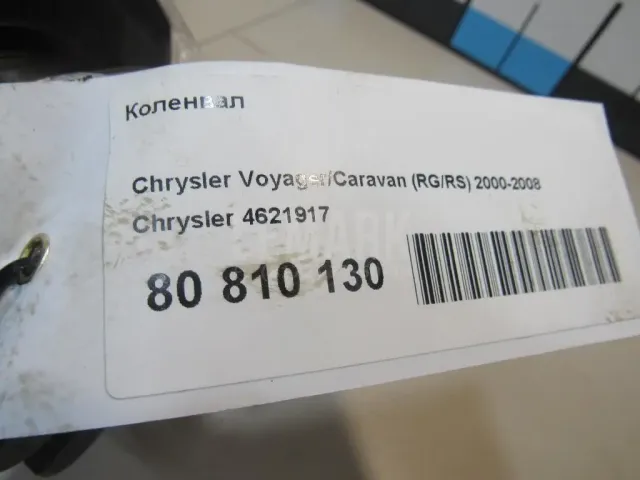 Коленвал
Chrysler Voyager/Caravan (RG/RS) 2000-2008
Chrysler 4621917
80 810 130